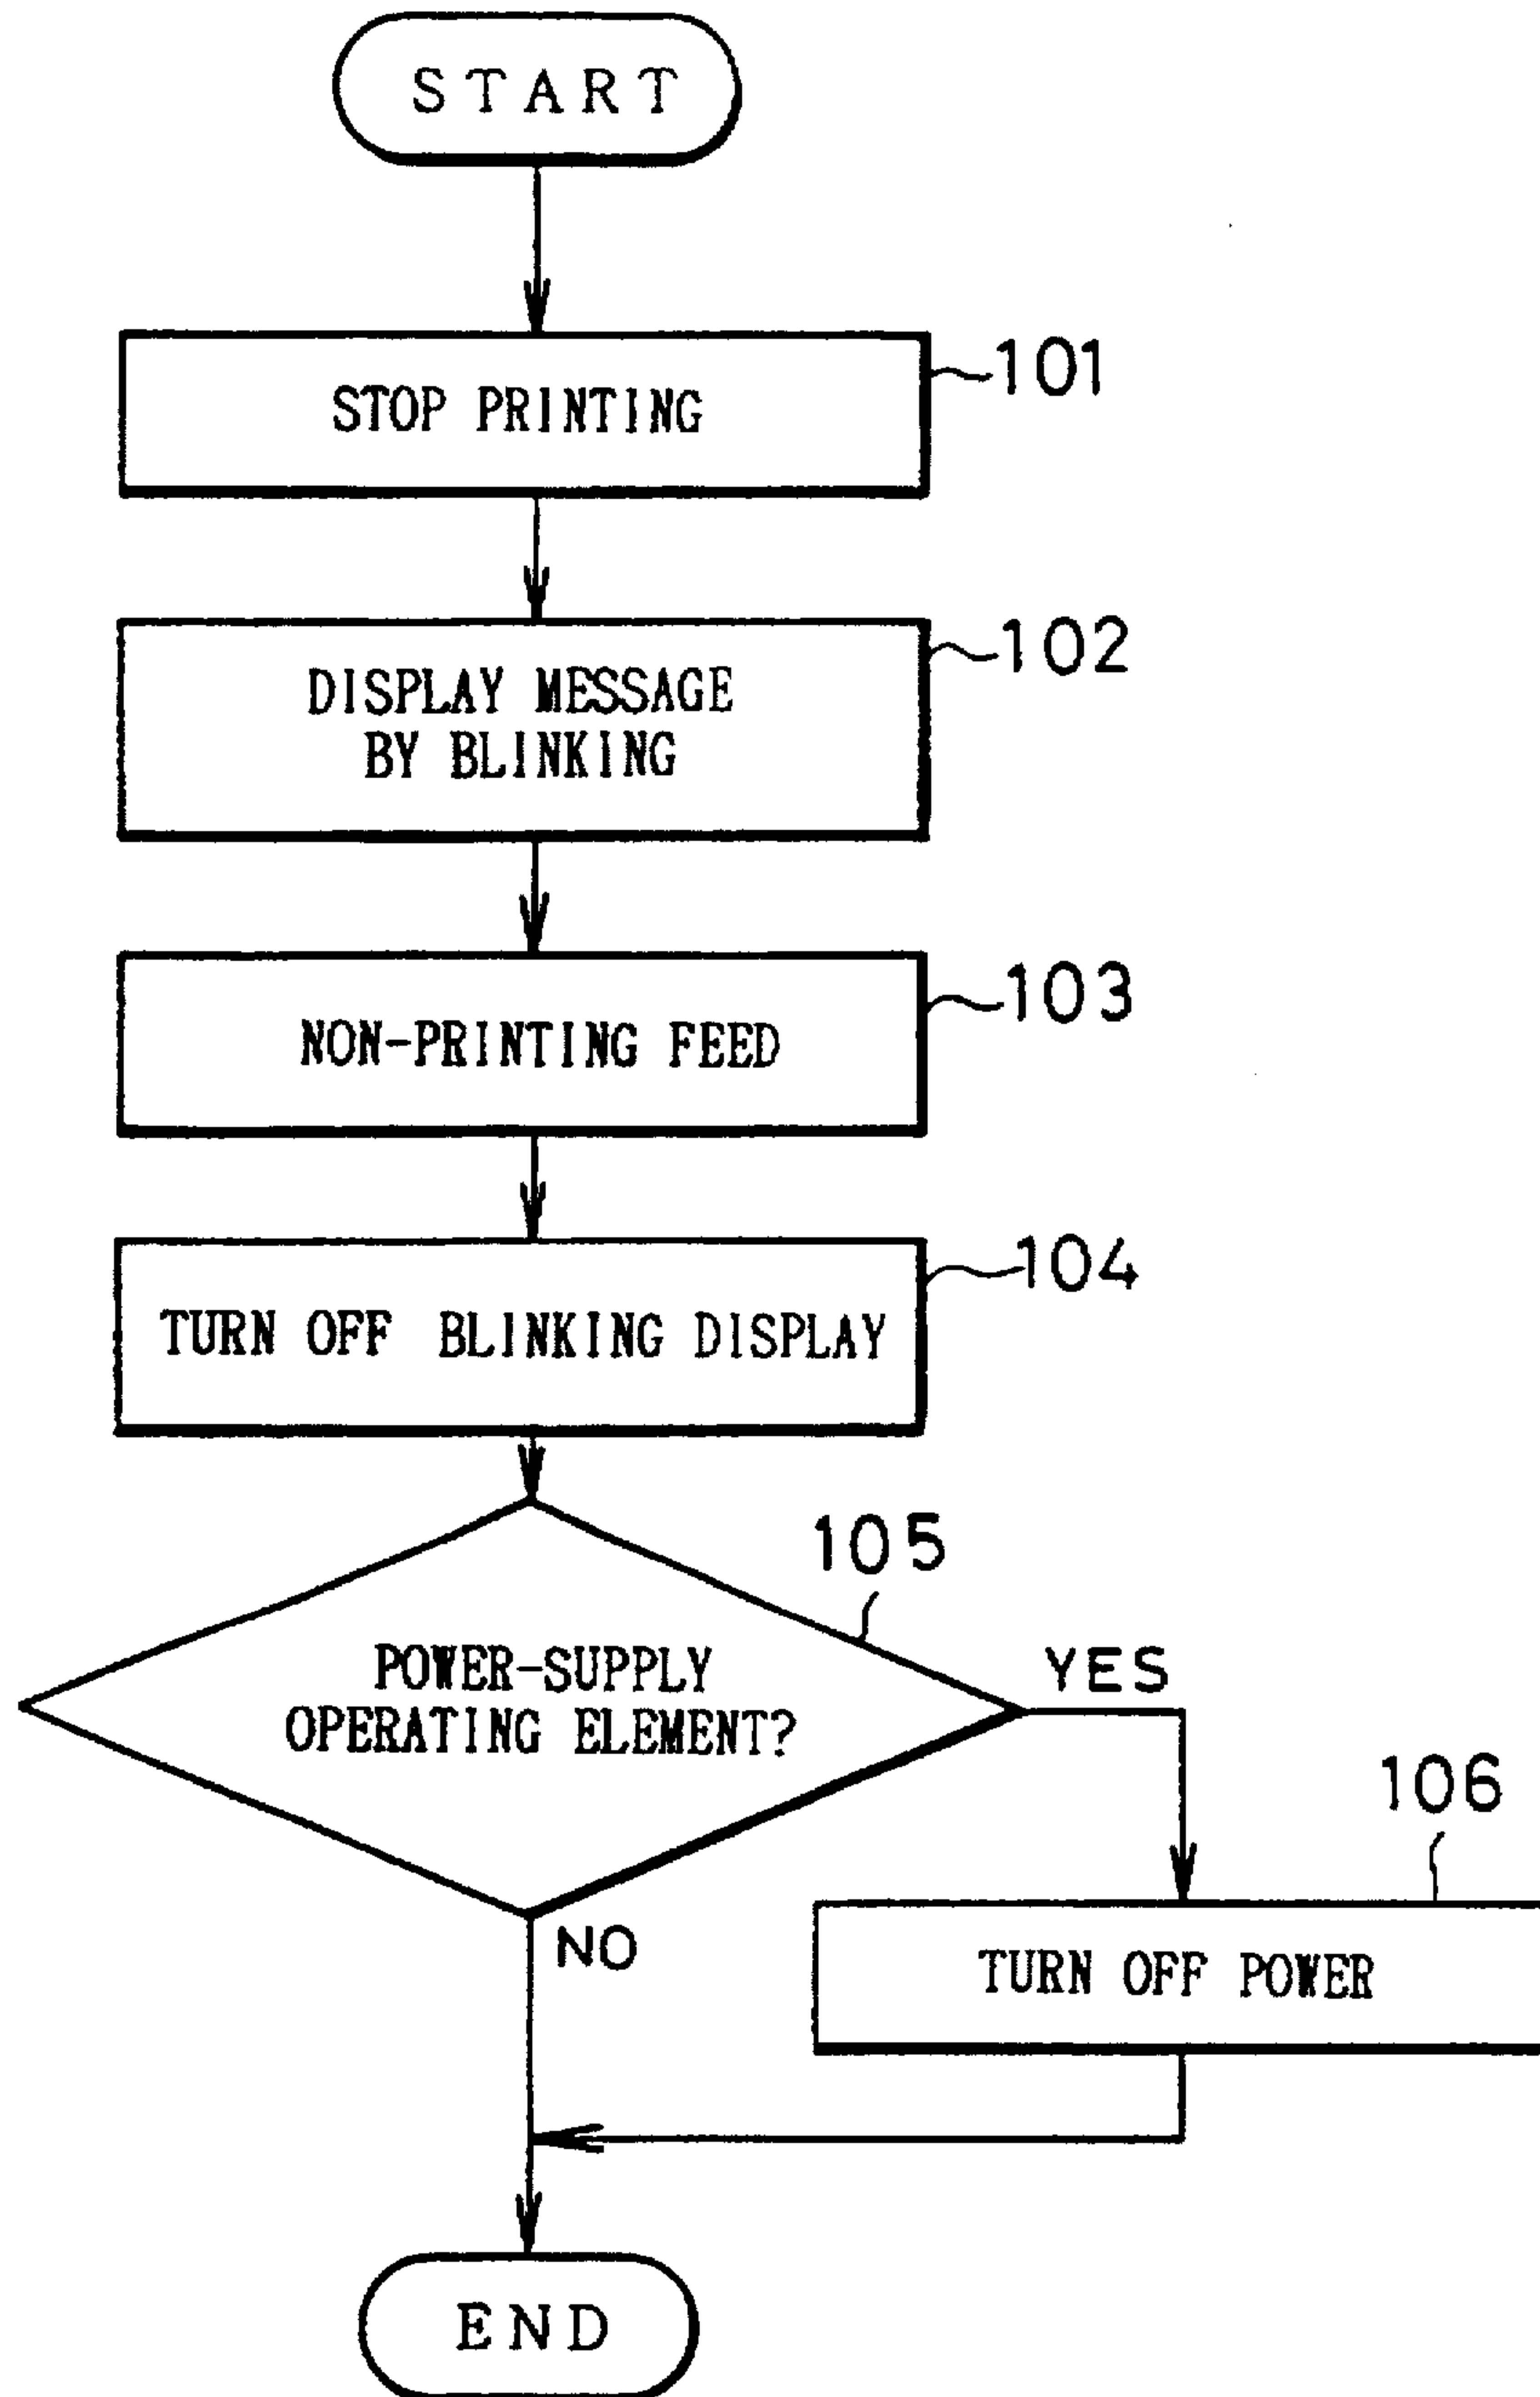 START
STOP PRINTING
101
DISPLAY MESSAGE
BY BLINKING
102
NON-PRINTING FEED
103
TURN OFF BLINKING DISPLAY
104
105
POWER-SUPPLY
OPERATING ELEMENT?
YES
NO
106
TURN OFF POWER
END